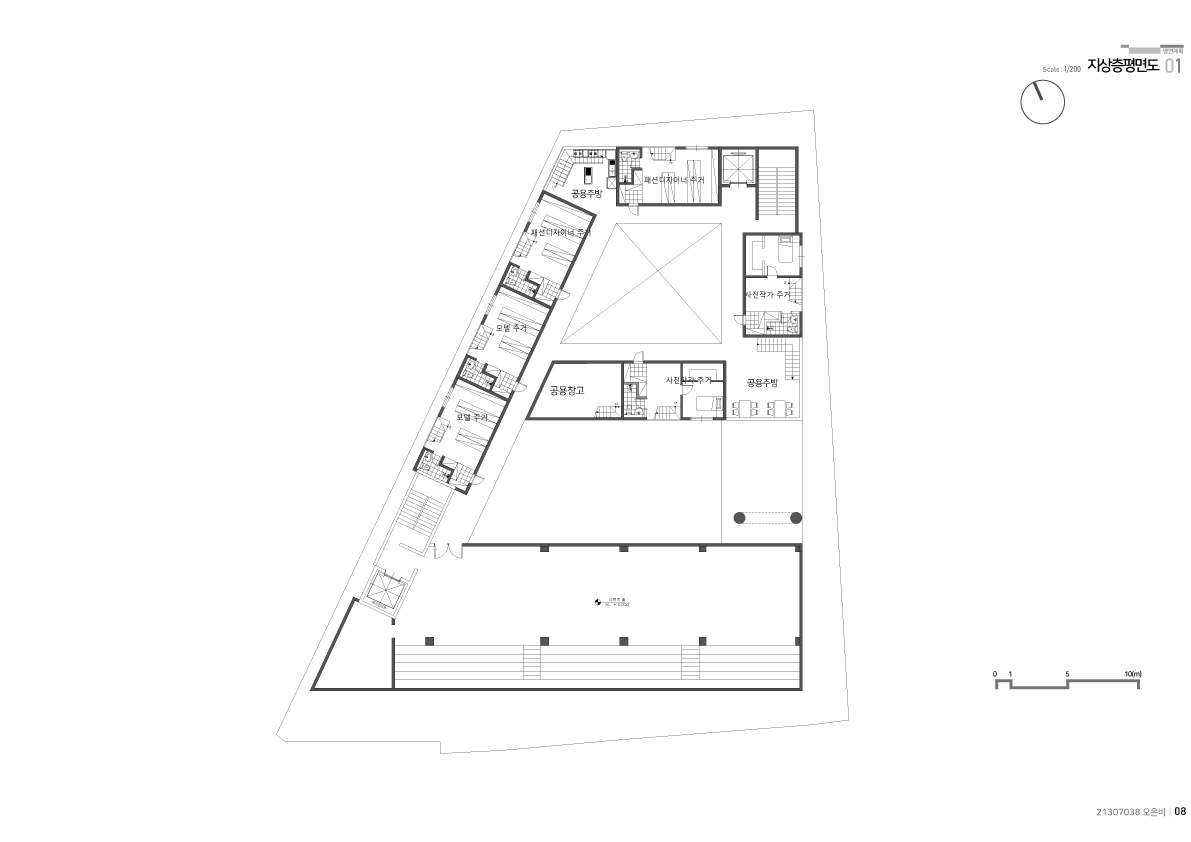 평면계획
Scale : 1/200 지상층평면도 01
패션디자이너 주거
공용주방
패션디자이너 주거
사진작가 주거
모델 주거
사진작가 주거
공용주방
공용창고
모델 주거
0 1 5 10(m)
21307038 오은비 | 08